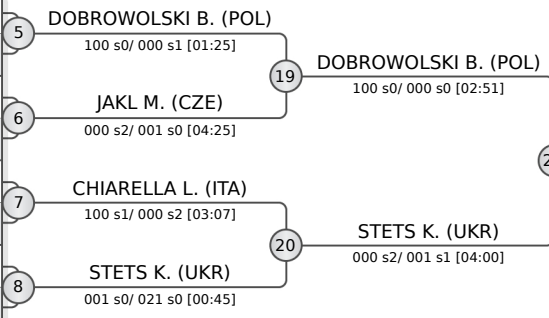 5
DOBROWOLSKI B. (POL)
100 s0/ 000 s1 [01:25]
19
DOBROWOLSKI B. (POL)
100 s0/ 000 s0 [02:51]
6
JAKL M. (CZE)
000 s2/ 001 s0 [04:25]
7
CHIARELLA L. (ITA)
100 s1/ 000 s2 [03:07]
20
STETS K. (UKR)
000 s2/ 001 s1 [04:00]
8
STETS K. (UKR)
001 s0/ 021 s0 [00:45]